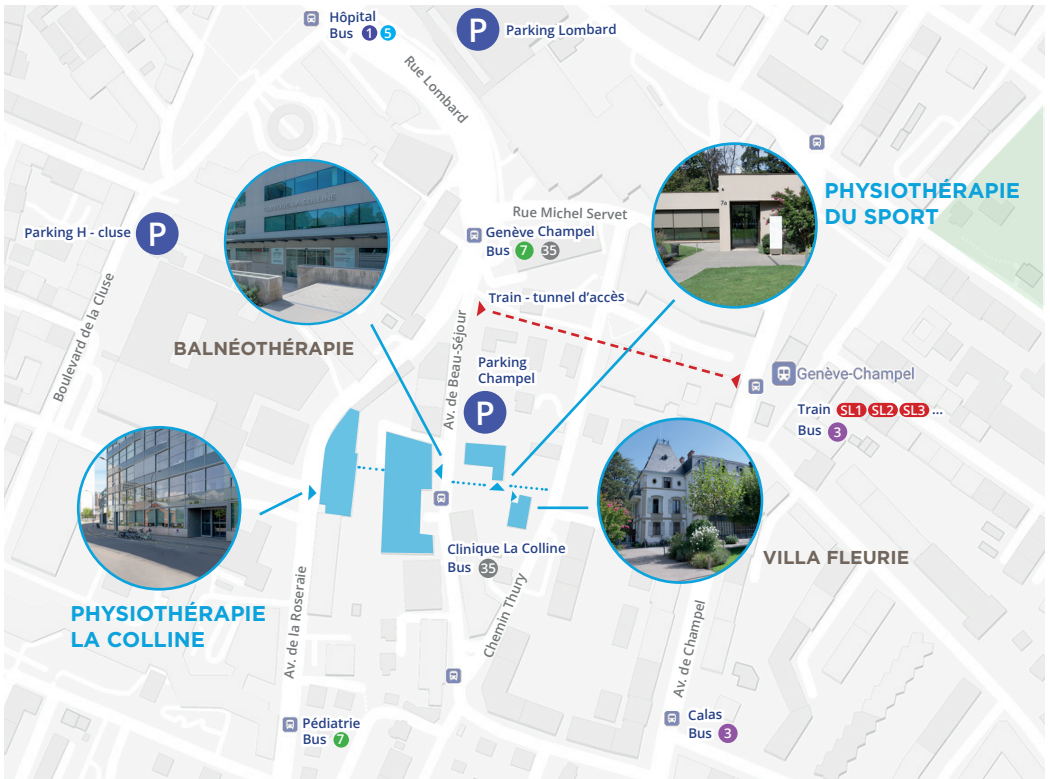 Hôpital
Bus 1 5
P
Parking Lombard
Rue Lombard
PHYSIOTHÉRAPIE
DU SPORT
7a
Rue Michel Servet
Parking H - cluse
P
Genève Champel
Bus 7 35
Boulevard de la Cluse
Train - tunnel d'accès
BALNÉOTHÉRAPIE
Av. de Beau-Séjour
Parking
Champel
P
Genève-Champel
Train SL1 SL2 SL3 ...
Bus 3
Clinique La Colline
Bus 35
VILLA FLEURIE
PHYSIOTHÉRAPIE
LA COLLINE
Av. de la Roseraie
Chemin Thury
Av. de Champel
Pédiatrie
Bus 7
Calas
Bus 3